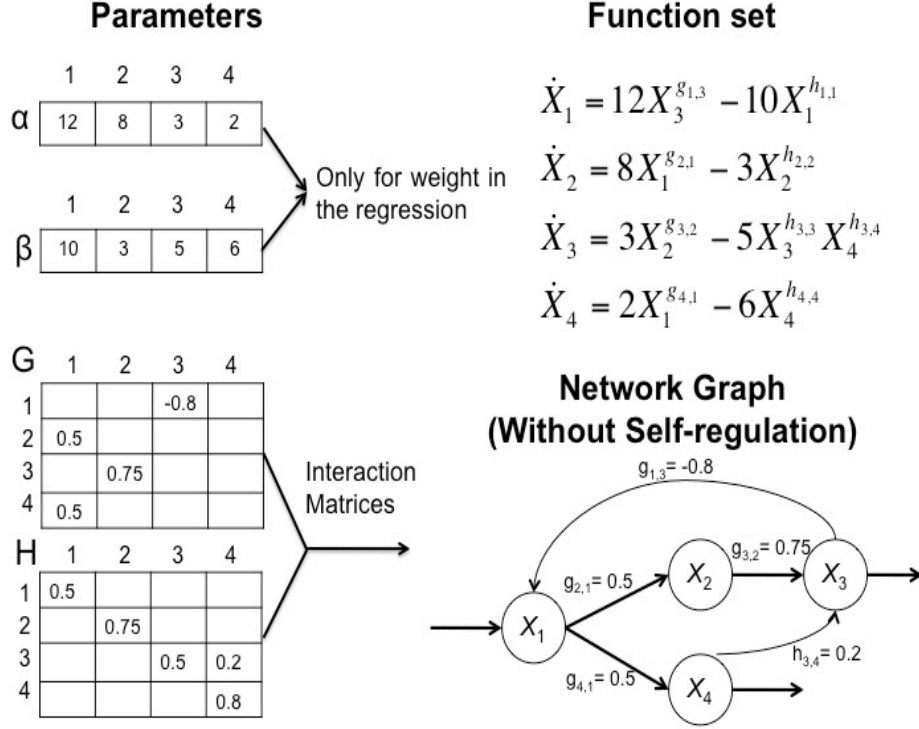 Parameters
1 2 3 4
α 12 8 3 2
1 2 3 4
β 10 3 5 6
Only for weight in
the regression
G 1 2 3 4
1 -0.8
2 0.5
3 0.75
4 0.5
H 1 2 3 4
1 0.5
2 0.75
3 0.5 0.2
4 0.8
Interaction
Matrices
Function set
Ẋ₁ = 12X₃^{g₁,₃} − 10X₁^{h₁,₁}
Ẋ₂ = 8X₁^{g₂,₁} − 3X₂^{h₂,₂}
Ẋ₃ = 3X₂^{g₃,₂} − 5X₃^{h₃,₃} X₄^{h₃,₄}
Ẋ₄ = 2X₁^{g₄,₁} − 6X₄^{h₄,₄}
Network Graph
(Without Self-regulation)
g₁,₃= -0.8
g₃,₂= 0.75
X₂
X₃
g₂,₁= 0.5
X₁
h₃,₄= 0.2
g₄,₁= 0.5
X₄